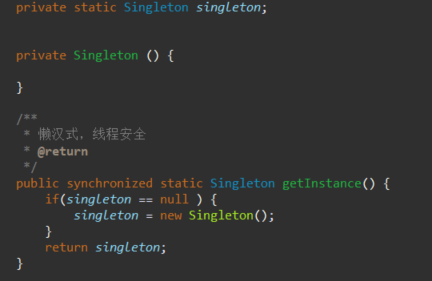 private static Singleton singleton;
private Singleton () {
}
/**
* 懒汉式，线程安全
* @return
*/
public synchronized static Singleton getInstance() {
if(singleton == null ) {
singleton = new Singleton();
}
return singleton;
}